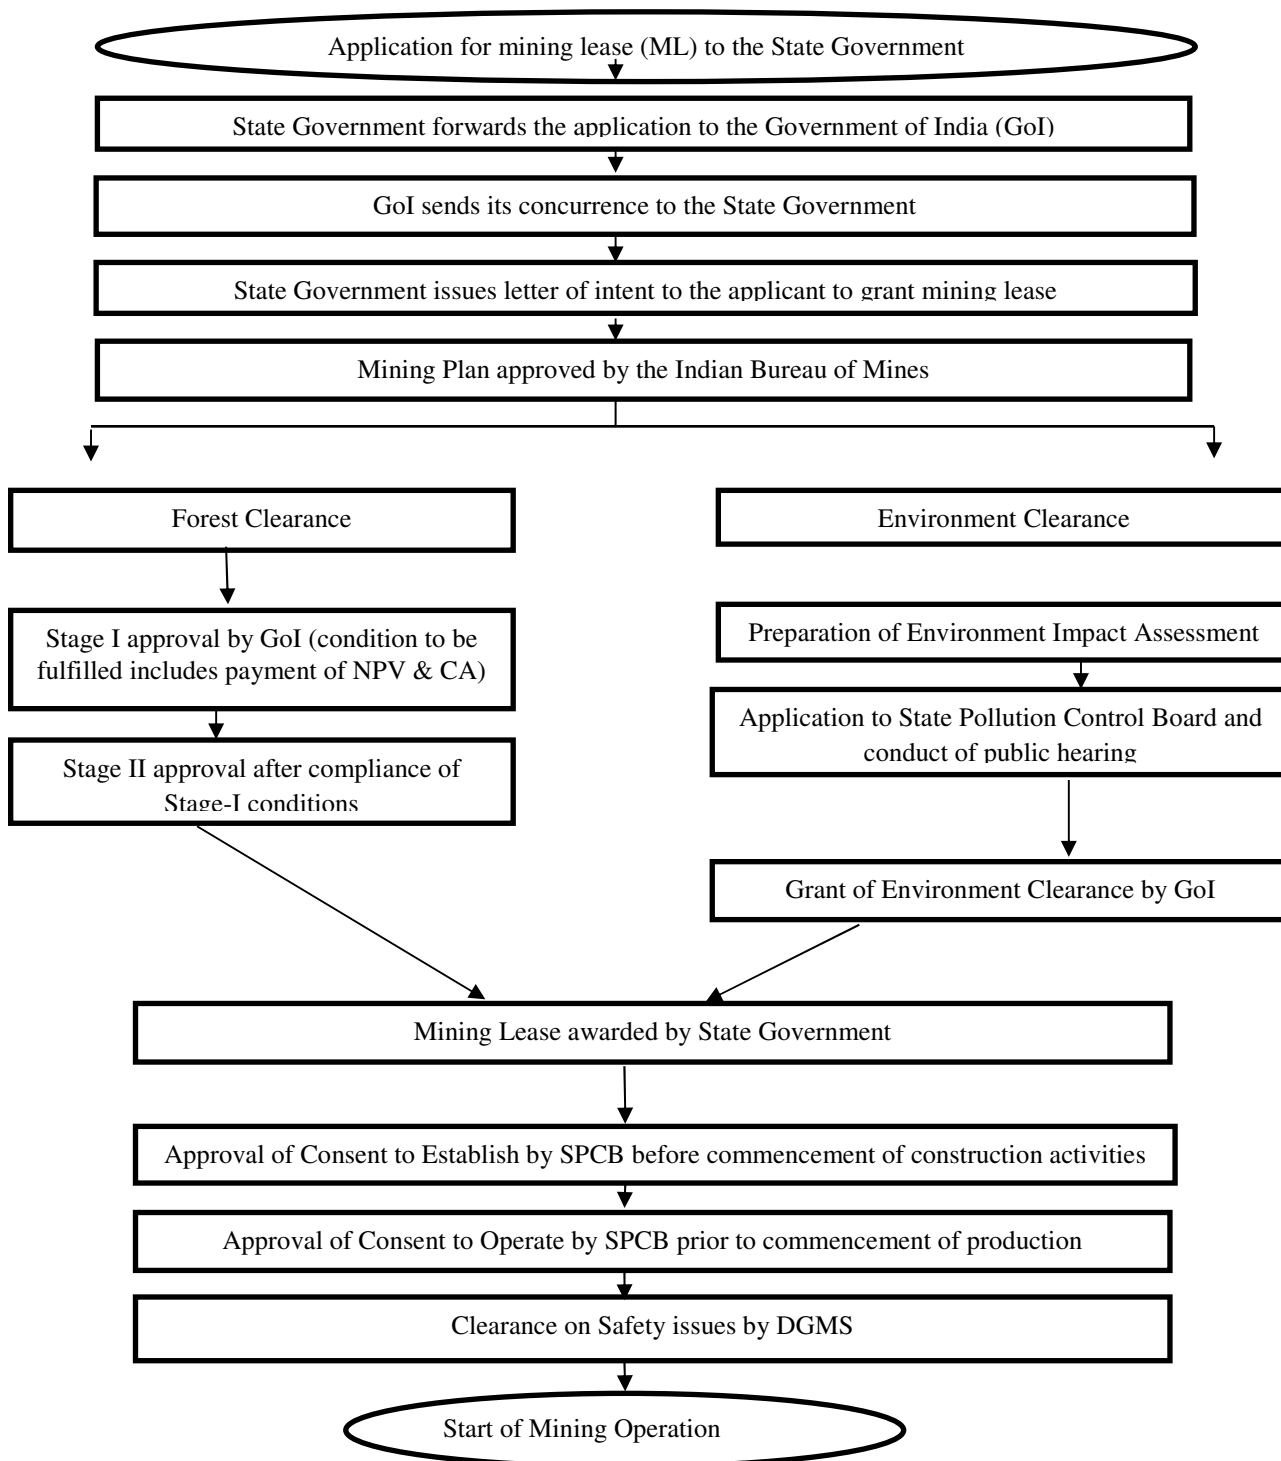 Application for mining lease (ML) to the State Government
State Government forwards the application to the Government of India (GoI)
GoI sends its concurrence to the State Government
State Government issues letter of intent to the applicant to grant mining lease
Mining Plan approved by the Indian Bureau of Mines
Forest Clearance
Stage I approval by GoI (condition to be
fulfilled includes payment of NPV & CA)
Stage II approval after compliance of
Stage-I conditions
Environment Clearance
Preparation of Environment Impact Assessment
Application to State Pollution Control Board and
conduct of public hearing
Grant of Environment Clearance by GoI
Mining Lease awarded by State Government
Approval of Consent to Establish by SPCB before commencement of construction activities
Approval of Consent to Operate by SPCB prior to commencement of production
Clearance on Safety issues by DGMS
Start of Mining Operation